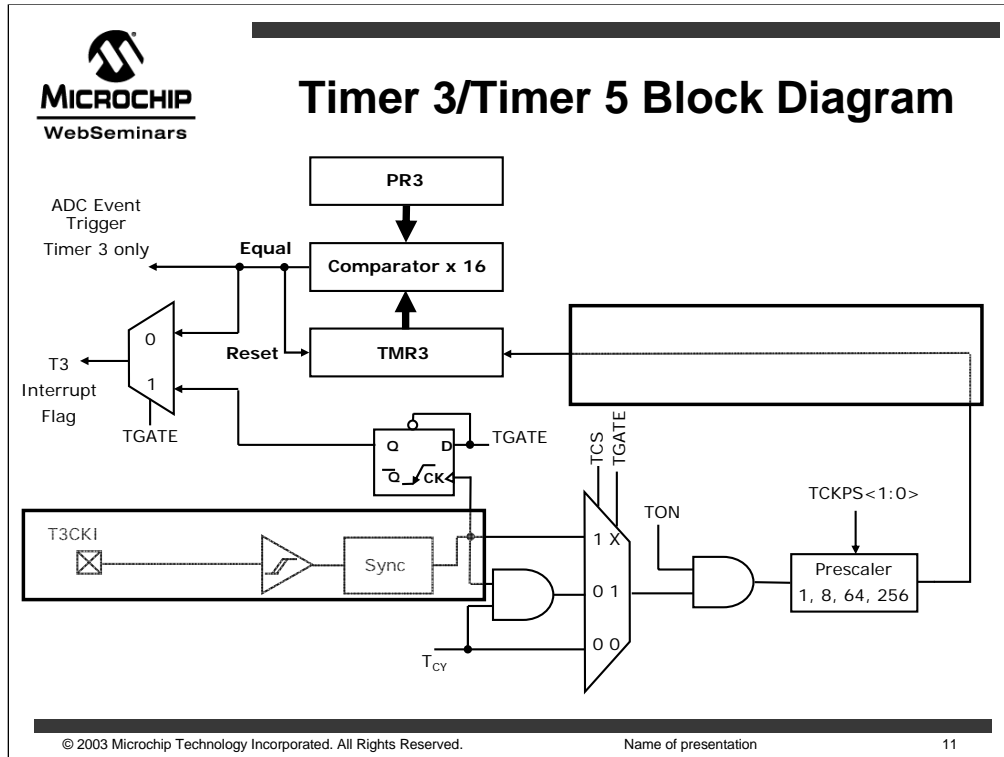 MICROCHIP
WebSeminars
Timer 3/Timer 5 Block Diagram
PR3
ADC Event
Trigger
Timer 3 only
Equal
Comparator x 16
0
Reset
TMR3
T3
Interrupt
Flag
1
TGATE
Q
D
TGATE
Q
CK
TCS
TGATE
TCKPS<1:0>
TON
T3CKI
Sync
1 X
Prescaler
1, 8, 64, 256
0 1
0 0
TCY
© 2003 Microchip Technology Incorporated. All Rights Reserved.
Name of presentation
11